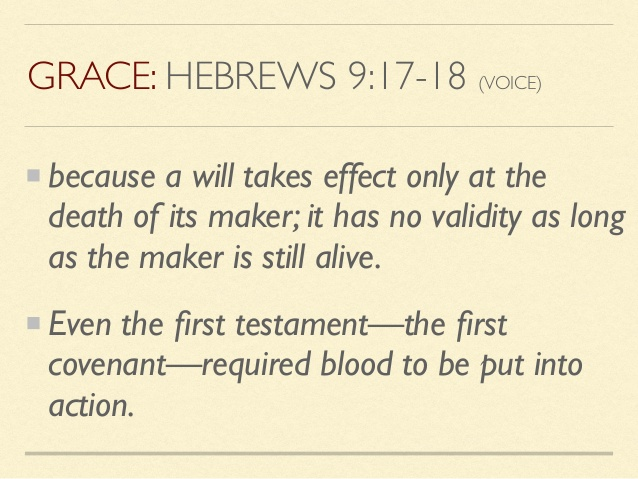 GRACE: HEBREWS 9:17-18 (VOICE)
because a will takes effect only at the
death of its maker; it has no validity as long
as the maker is still alive.
Even the first testament—the first
covenant—required blood to be put into
action.